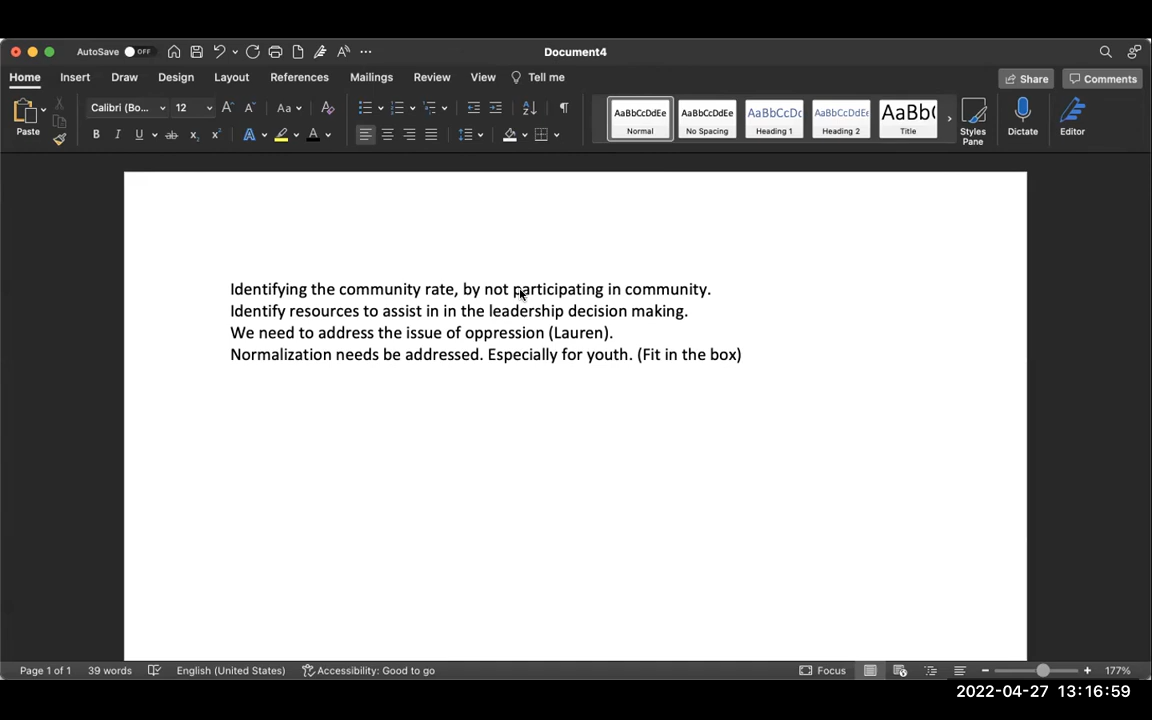 AutoSave OFF Document4
Home Insert Draw Design Layout References Mailings Review View Tell me Share Comments
Calibri (Bo... 12 Aa AaBbCcDdEe AaBbCcDdEe AaBbCcDc AaBbCcDdEe AaBb(
Paste Normal No Spacing Heading 1 Heading 2 Title Styles Pane Dictate Editor
Identifying the community rate, by not participating in community.
Identify resources to assist in in the leadership decision making.
We need to address the issue of oppression (Lauren).
Normalization needs be addressed. Especially for youth. (Fit in the box)
Page 1 of 1 39 words English (United States) Accessibility: Good to go Focus 177%
2022-04-27 13:16:59